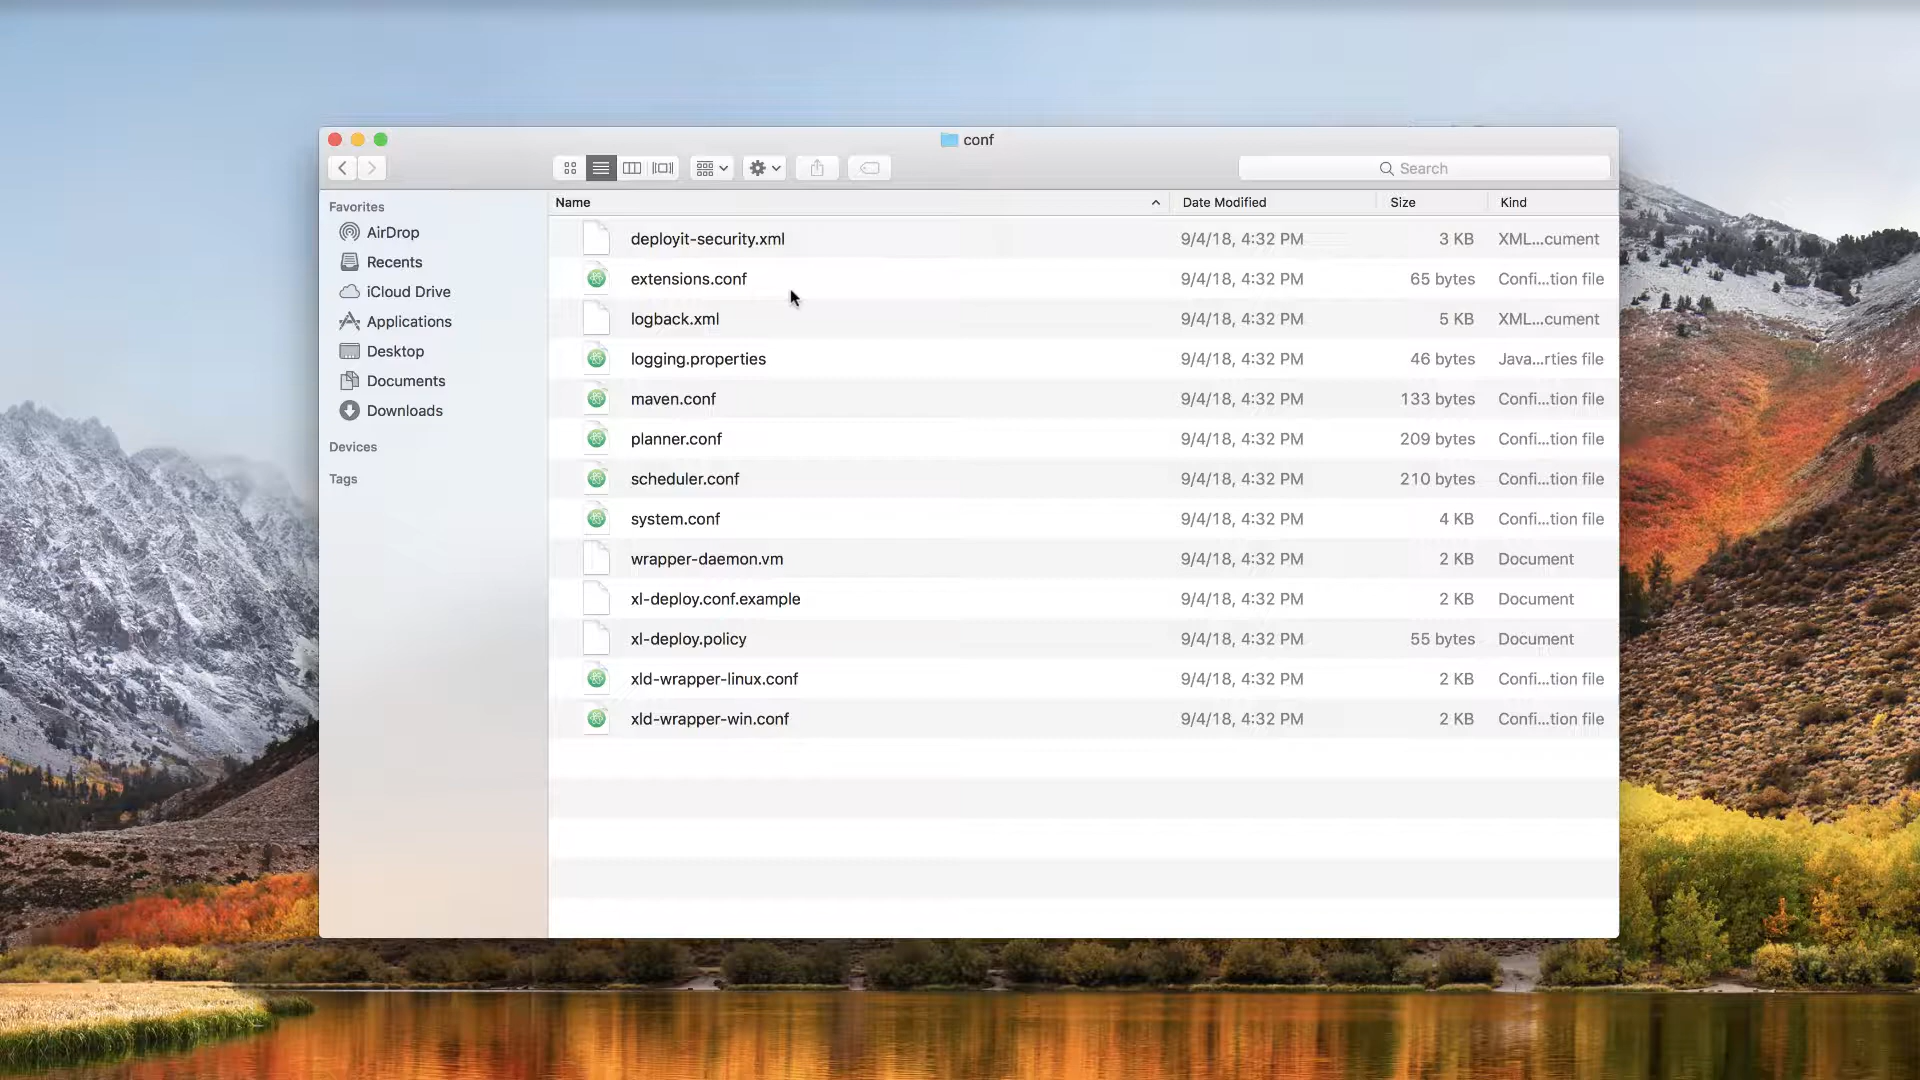 conf
Search
Favorites
AirDrop
Recents
iCloud Drive
Applications
Desktop
Documents
Downloads
Devices
Tags
Name Date Modified Size Kind
deployit-security.xml 9/4/18, 4:32 PM 3 KB XML...cument
extensions.conf 9/4/18, 4:32 PM 65 bytes Confi...tion file
logback.xml 9/4/18, 4:32 PM 5 KB XML...cument
logging.properties 9/4/18, 4:32 PM 46 bytes Java...rties file
maven.conf 9/4/18, 4:32 PM 133 bytes Confi...tion file
planner.conf 9/4/18, 4:32 PM 209 bytes Confi...tion file
scheduler.conf 9/4/18, 4:32 PM 210 bytes Confi...tion file
system.conf 9/4/18, 4:32 PM 4 KB Confi...tion file
wrapper-daemon.vm 9/4/18, 4:32 PM 2 KB Document
xl-deploy.conf.example 9/4/18, 4:32 PM 2 KB Document
xl-deploy.policy 9/4/18, 4:32 PM 55 bytes Document
xld-wrapper-linux.conf 9/4/18, 4:32 PM 2 KB Confi...tion file
xld-wrapper-win.conf 9/4/18, 4:32 PM 2 KB Confi...tion file